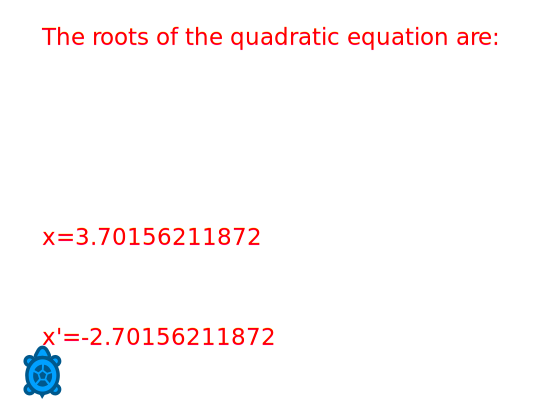 The roots of the quadratic equation are:
x=3.70156211872
x'=-2.70156211872